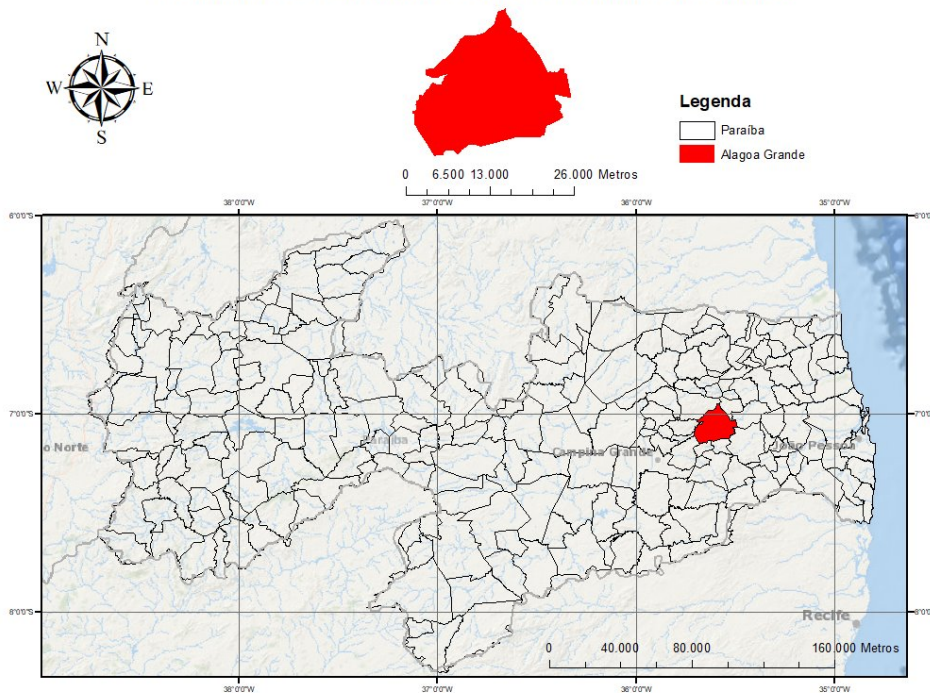 N
W E
S
Legenda
Paraíba
Alagoa Grande
0 6.500 13.000 26.000 Metros
38°0'0"S 37°0'0"S 36°0'0"S 35°0'0"S
6°0'0"S 6°0'0"S
7°0'0"S 7°0'0"S
o Norte
Paraíba
Campina Grande
João Pessoa
8°0'0"S 8°0'0"S
Recife
0 40.000 80.000 160.000 Metros
38°0'0"S 37°0'0"S 36°0'0"S 35°0'0"S